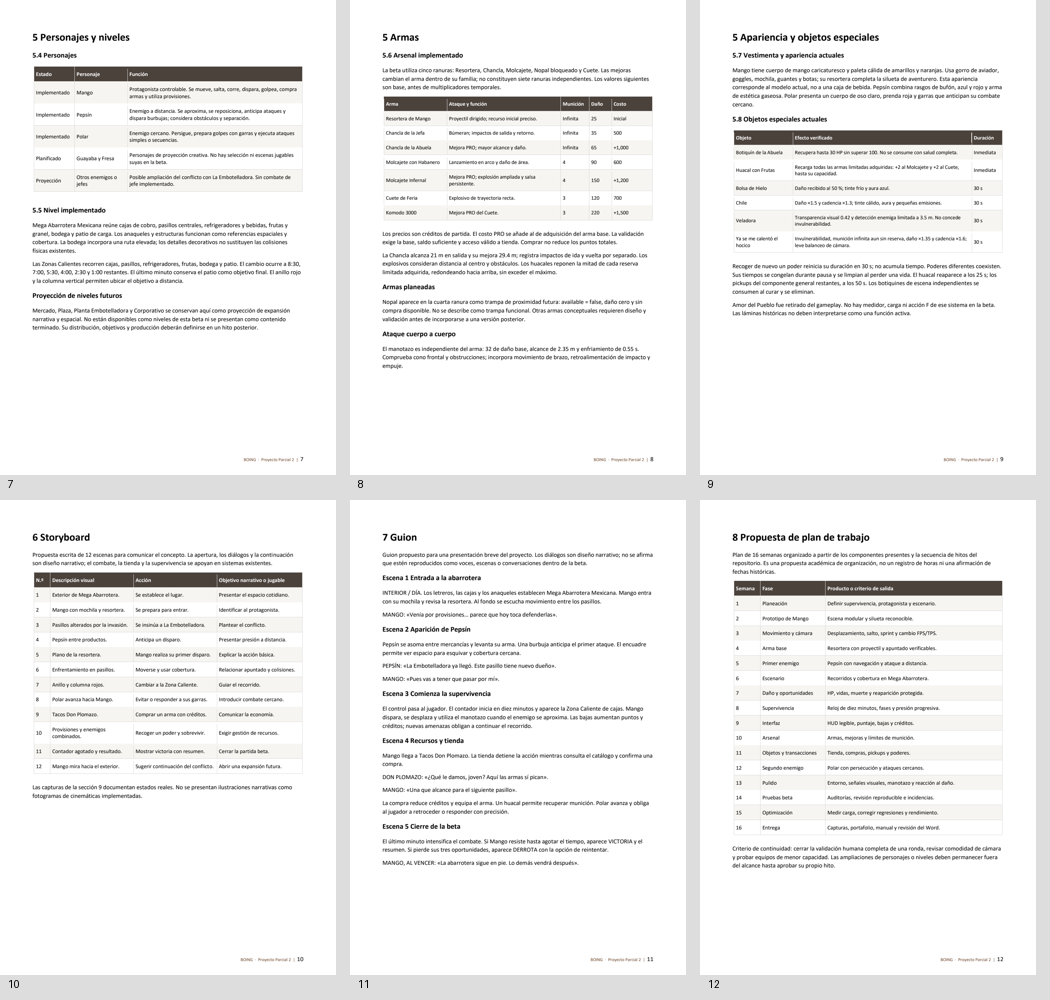 5 Personajes y niveles
5.4 Personajes
Estado Personaje Función
Implementado Mango Protagonista controlable. Se mueve, salta, corre, dispara, golpea, compra
armas y utiliza provisiones.
Implementado Pepsín Enemigo a distancia. Se aproxima, se reposiciona, anticipa ataques y
dispara burbujas; considera obstáculos y separación.
Implementado Polar Enemigo cercano. Persigue, prepara golpes con garras y ejecuta ataques
simples o secuencias.
Planificado Guayaba y Fresa Personajes de proyección creativa. No hay selección ni escenas jugables
suyas en la beta.
Proyección Otros enemigos o
jefes
Posible ampliación del conflicto con La Embotelladora. Sin combate de
jefe implementado.
5.5 Nivel implementado
Mega Abarrotera Mexicana reúne cajas de cobro, pasillos centrales, refrigeradores y bebidas, frutas y
granel, bodega y patio de carga. Los anaqueles y estructuras funcionan como referencias espaciales y
cobertura. La bodega incorpora una ruta elevada; los detalles decorativos no sustituyen las colisiones
físicas existentes.
Las Zonas Calientes recorren cajas, pasillos, refrigeradores, frutas, bodega y patio. El cambio ocurre a 8:30,
7:00, 5:30, 4:00, 2:30 y 1:00 restantes. El último minuto conserva el patio como objetivo final. El anillo rojo
y la columna vertical permiten ubicar el objetivo a distancia.
Proyección de niveles futuros
Mercado, Plaza, Planta Embotelladora y Corporativo se conservan aquí como proyección de expansión
narrativa y espacial. No están disponibles como niveles de esta beta ni se presentan como contenido
terminado. Su distribución, objetivos y producción deberán definirse en un hito posterior.
BOING · Proyecto Parcial 2 | 7
7
5 Armas
5.6 Arsenal implementado
La beta utiliza cinco ranuras: Resortera, Chancla, Molcajete, Nopal bloqueado y Cuete. Las mejoras
cambian el arma dentro de su familia; no constituyen siete ranuras independientes. Los valores siguientes
son base, antes de multiplicadores temporales.
Arma Ataque y función Munición Daño Costo
Resortera de Mango Proyectil dirigido; recurso inicial preciso. Infinita 25 Inicial
Chancla de la Jefa Búmeran; impactos de salida y retorno. Infinita 35 500
Chancla de la Abuela Mejora PRO; mayor alcance y daño. Infinita 65 +1,000
Molcajete con Habanero Lanzamiento en arco y daño de área. 4 90 600
Molcajete Infernal Mejora PRO; explosión ampliada y salsa
persistente. 4 150 +1,200
Cuete de Feria Explosivo de trayectoria recta. 3 120 700
Komodo 3000 Mejora PRO del Cuete. 3 220 +1,500
Los precios son créditos de partida. El costo PRO se añade al de adquisición del arma base. La validación
exige la base, saldo suficiente y acceso válido a tienda. Comprar no reduce los puntos totales.
La Chancla alcanza 21 m en salida y su mejora 29.4 m; registra impactos de ida y vuelta por separado. Los
explosivos consideran distancia al centro y obstáculos. Los huacales reponen la mitad de cada reserva
limitada adquirida, redondeando hacia arriba, sin exceder el máximo.
Armas planeadas
Nopal aparece en la cuarta ranura como trampa de proximidad futura: available = false, daño cero y sin
compra disponible. No se describe como trampa funcional. Otras armas conceptuales requieren diseño y
validación antes de incorporarse a una versión posterior.
Ataque cuerpo a cuerpo
El manotazo es independiente del arma: 32 de daño base, alcance de 2.35 m y enfriamiento de 0.55 s.
Comprueba cono frontal y obstrucciones; incorpora movimiento de brazo, retroalimentación de impacto y
empuje.
BOING · Proyecto Parcial 2 | 8
8
5 Apariencia y objetos especiales
5.7 Vestimenta y apariencia actuales
Mango tiene cuerpo de mango caricaturesco y paleta cálida de amarillos y naranjas. Usa gorro de aviador,
goggles, mochila, guantes y botas; su resortera completa la silueta de aventurero. Esta apariencia
corresponde al modelo actual, no a una caja de bebida. Pepsín combina rasgos de bufón, azul y rojo y arma
de estética gaseosa. Polar presenta un cuerpo de oso claro, prenda roja y garras que anticipan su combate
cercano.
5.8 Objetos especiales actuales
Objeto Efecto verificado Duración
Botiquín de la Abuela Recupera hasta 30 HP sin superar 100. No se consume con salud completa. Inmediata
Huacal con Frutas Recarga todas las armas limitadas adquiridas: +2 al Molcajete y +2 al Cuete,
hasta su capacidad. Inmediata
Bolsa de Hielo Daño recibido al 50 %; tinte frío y aura azul. 30 s
Chile Daño ×1.5 y cadencia ×1.3; tinte cálido, aura y pequeñas emisiones. 30 s
Veladora Transparencia visual 0.42 y detección enemiga limitada a 3.5 m. No concede
invulnerabilidad. 30 s
Ya se me calentó el
hocico
Invulnerabilidad, munición infinita aun sin reserva, daño ×1.35 y cadencia ×1.6;
leve balanceo de cámara. 30 s
Recoger de nuevo un poder reinicia su duración en 30 s; no acumula tiempo. Poderes diferentes coexisten.
Sus tiempos se congelan durante pausa y se limpian al perder una vida. El huacal reaparece a los 25 s; los
pickups del componente general restantes, a los 50 s. Los botiquines de escena independientes se
consumen al curar y se eliminan.
Amor del Pueblo fue retirado del gameplay. No hay medidor, carga ni acción F de ese sistema en la beta.
Las láminas históricas no deben interpretarse como una función activa.
BOING · Proyecto Parcial 2 | 9
9
6 Storyboard
Propuesta escrita de 12 escenas para comunicar el concepto. La apertura, los diálogos y la continuación
son diseño narrativo; el combate, la tienda y la supervivencia se apoyan en sistemas existentes.
N.º Descripción visual Acción Objetivo narrativo o jugable
1 Exterior de Mega Abarrotera. Se establece el lugar. Presentar el espacio cotidiano.
2 Mango con mochila y resortera. Se prepara para entrar. Identificar al protagonista.
3 Pasillos alterados por la invasión. Se insinúa a La Embotelladora. Plantear el conflicto.
4 Pepsín entre productos. Anticipa un disparo. Presentar presión a distancia.
5 Plano de la resortera. Mango realiza su primer disparo. Explicar la acción básica.
6 Enfrentamiento en pasillos. Moverse y usar cobertura. Relacionar apuntado y colisiones.
7 Anillo y columna rojos. Cambiar a la Zona Caliente. Guiar el recorrido.
8 Polar avanza hacia Mango. Evitar o responder a sus garras. Introducir combate cercano.
9 Tacos Don Plomazo. Comprar un arma con créditos. Comunicar la economía.
10 Provisiones y enemigos
combinados. Recoger un poder y sobrevivir. Exigir gestión de recursos.
11 Contador agotado y resultado. Mostrar victoria con resumen. Cerrar la partida beta.
12 Mango mira hacia el exterior. Sugerir continuación del conflicto. Abrir una expansión futura.
Las capturas de la sección 9 documentan estados reales. No se presentan ilustraciones narrativas como
fotogramas de cinemáticas implementadas.
BOING · Proyecto Parcial 2 | 10
10
7 Guion
Guion propuesto para una presentación breve del proyecto. Los diálogos son diseño narrativo; no se afirma
que estén reproducidos como voces, escenas o conversaciones dentro de la beta.
Escena 1 Entrada a la abarrotera
INTERIOR / DÍA. Los letreros, las cajas y los anaqueles establecen Mega Abarrotera Mexicana. Mango entra
con su mochila y revisa la resortera. Al fondo se escucha movimiento entre los pasillos.
MANGO: «Venía por provisiones… parece que hoy toca defenderlas».
Escena 2 Aparición de Pepsín
Pepsín se asoma entre mercancías y levanta su arma. Una burbuja anticipa el primer ataque. El encuadre
permite ver espacio para esquivar y cobertura cercana.
PEPSÍN: «La Embotelladora ya llegó. Este pasillo tiene nuevo dueño».
MANGO: «Pues vas a tener que pasar por mí».
Escena 3 Comienza la supervivencia
El control pasa al jugador. El contador inicia en diez minutos y aparece la Zona Caliente de cajas. Mango
dispara, se desplaza y utiliza el manotazo cuando el enemigo se aproxima. Las bajas aumentan puntos y
créditos; nuevas amenazas obligan a continuar el recorrido.
Escena 4 Recursos y tienda
Mango llega a Tacos Don Plomazo. La tienda detiene la acción mientras consulta el catálogo y confirma una
compra.
DON PLOMAZO: «¿Qué le damos, joven? Aquí las armas sí pican».
MANGO: «Una que alcance para el siguiente pasillo».
La compra reduce créditos y equipa el arma. Un huacal permite recuperar munición. Polar avanza y obliga
al jugador a retroceder o responder con precisión.
Escena 5 Cierre de la beta
El último minuto intensifica el combate. Si Mango resiste hasta agotar el tiempo, aparece VICTORIA y el
resumen. Si pierde sus tres oportunidades, aparece DERROTA con la opción de reintentar.
MANGO, AL VENCER: «La abarrotera sigue en pie. Lo demás vendrá después».
BOING · Proyecto Parcial 2 | 11
11
8 Propuesta de plan de trabajo
Plan de 16 semanas organizado a partir de los componentes presentes y la secuencia de hitos del
repositorio. Es una propuesta académica de organización, no un registro de horas ni una afirmación de
fechas históricas.
Semana Fase Producto o criterio de salida
1 Planeación Definir supervivencia, protagonista y escenario.
2 Prototipo de Mango Escena modular y silueta reconocible.
3 Movimiento y cámara Desplazamiento, salto, sprint y cambio FPS/TPS.
4 Arma base Resortera con proyectil y apuntado verificables.
5 Primer enemigo Pepsín con navegación y ataque a distancia.
6 Escenario Recorridos y cobertura en Mega Abarrotera.
7 Daño y oportunidades HP, vidas, muerte y reaparición protegida.
8 Supervivencia Reloj de diez minutos, fases y presión progresiva.
9 Interfaz HUD legible, puntaje, bajas y créditos.
10 Arsenal Armas, mejoras y límites de munición.
11 Objetos y transacciones Tienda, compras, pickups y poderes.
12 Segundo enemigo Polar con persecución y ataques cercanos.
13 Pulido Entorno, señales visuales, manotazo y reacción al daño.
14 Pruebas beta Auditorías, revisión reproducible e incidencias.
15 Optimización Medir carga, corregir regresiones y rendimiento.
16 Entrega Capturas, portafolio, manual y revisión del Word.
Criterio de continuidad: cerrar la validación humana completa de una ronda, revisar comodidad de cámara
y probar equipos de menor capacidad. Las ampliaciones de personajes o niveles deben permanecer fuera
del alcance hasta aprobar su propio hito.
BOING · Proyecto Parcial 2 | 12
12